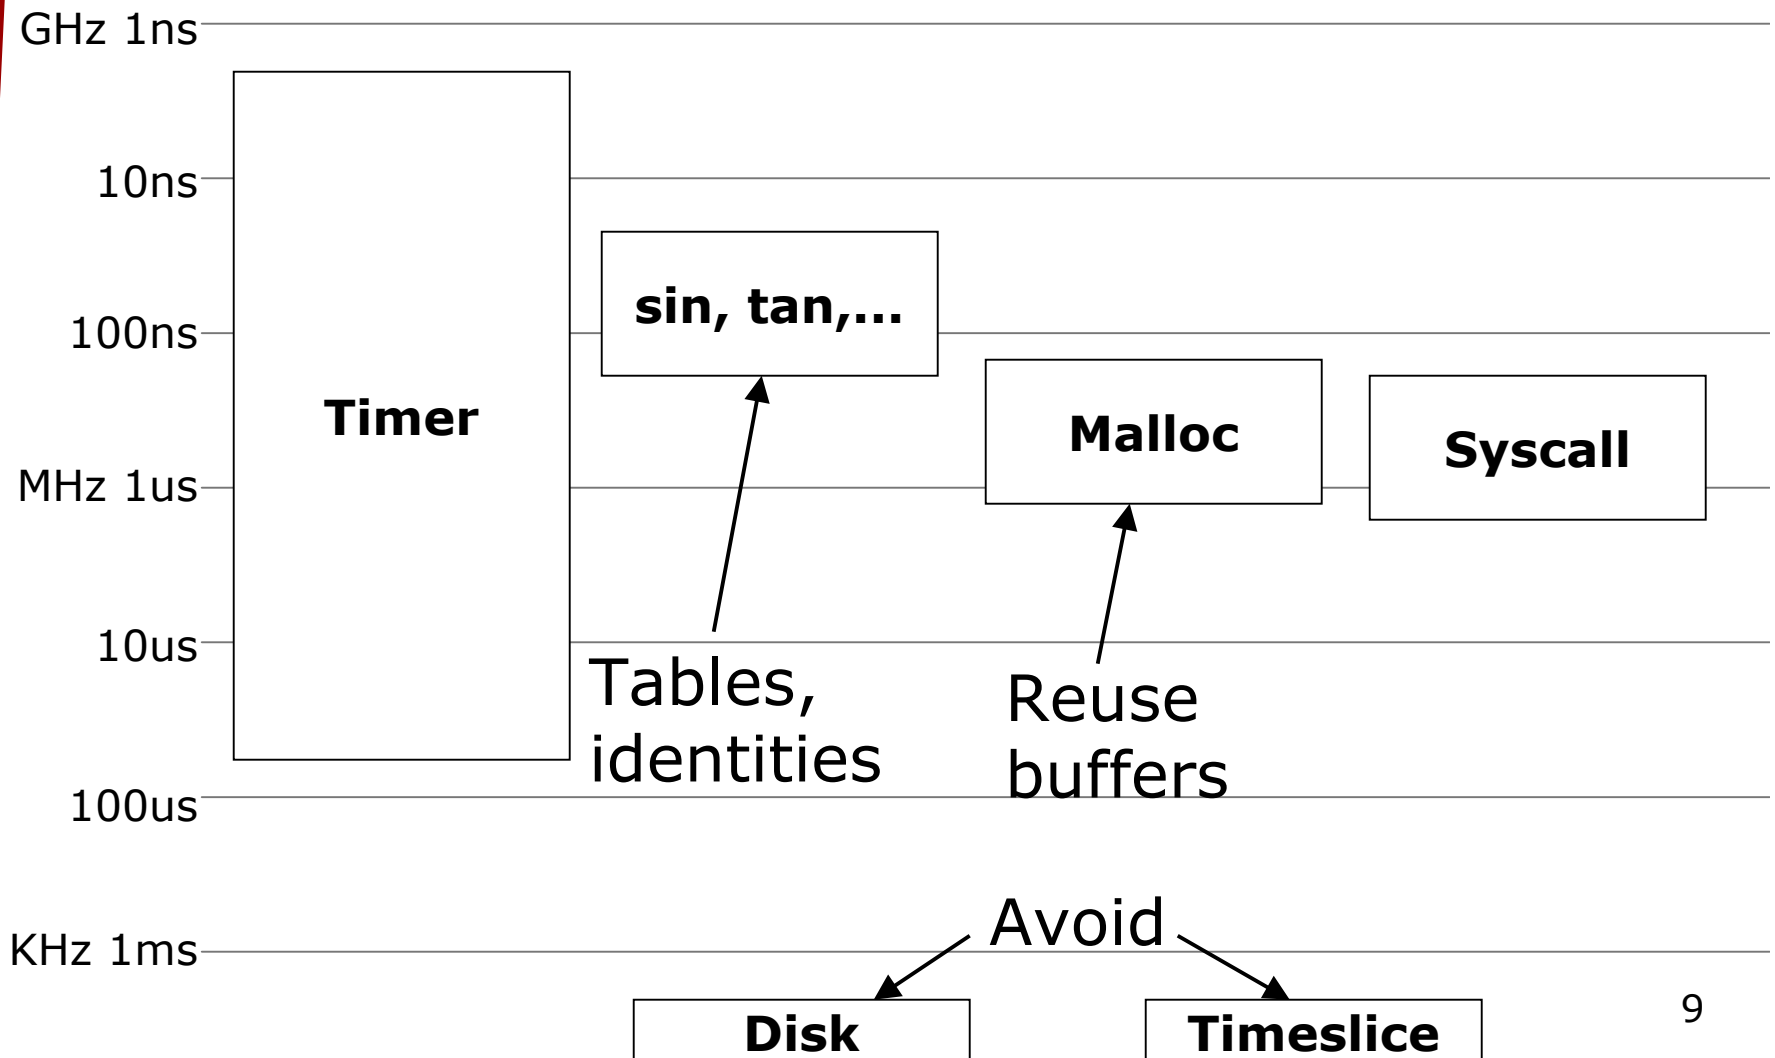 GHz 1ns
10ns
sin, tan,...
100ns
Timer
Malloc
Syscall
MHz 1us
10us
Tables,
identities
Reuse
buffers
100us
Avoid
KHz 1ms
Disk
Timeslice
9